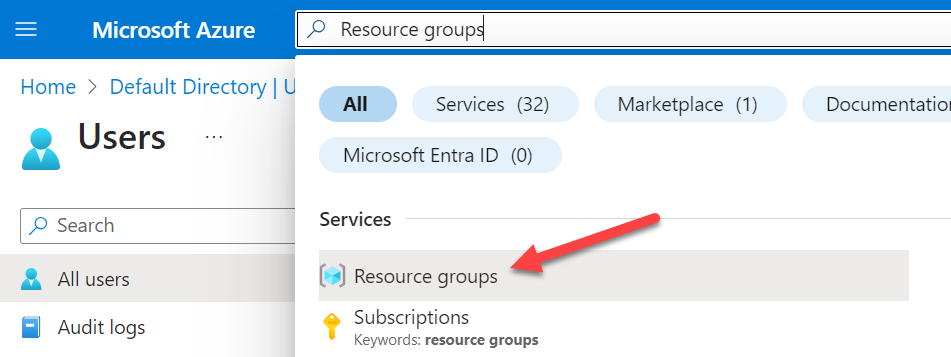 Microsoft Azure
Resource groups
Home > Default Directory | U
Users
...
Search
All users
Audit logs
All Services (32) Marketplace (1) Documentation
Microsoft Entra ID (0)
Services
Resource groups
Subscriptions
Keywords: resource groups